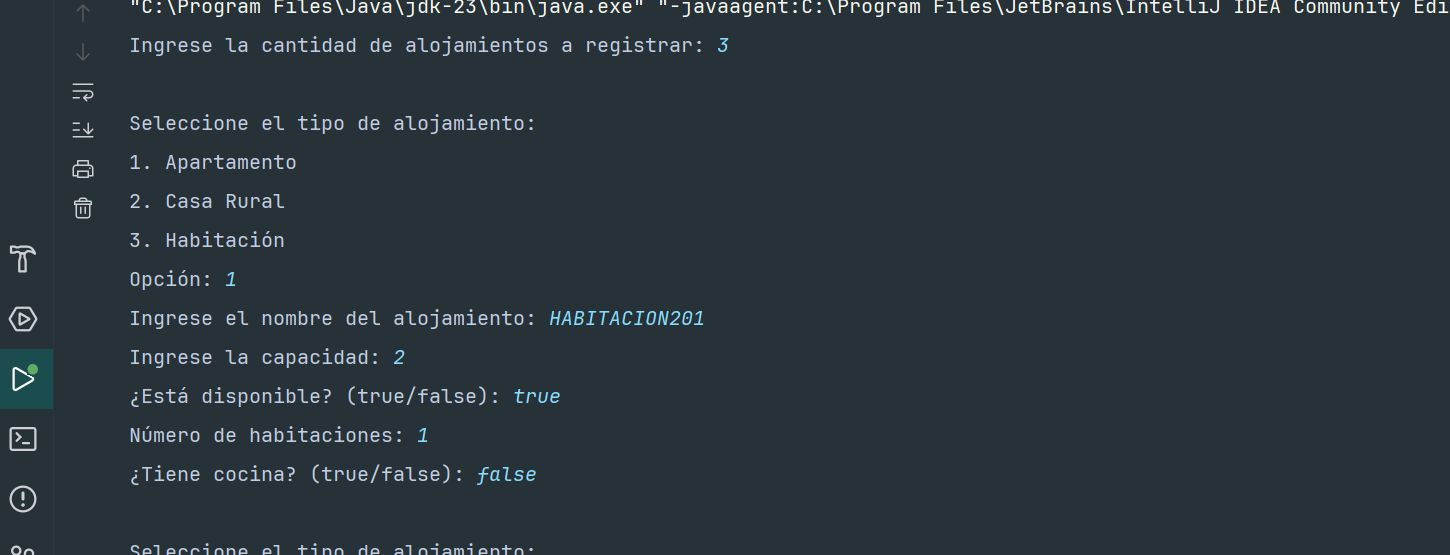 "C:\Program Files\Java\jdk-23\bin\java.exe" "-javaagent:C:\Program Files\JetBrains\IntelliJ IDEA Community Edi
Ingrese la cantidad de alojamientos a registrar: 3
Seleccione el tipo de alojamiento:
1. Apartamento
2. Casa Rural
3. Habitación
Opción: 1
Ingrese el nombre del alojamiento: HABITACION201
Ingrese la capacidad: 2
¿Está disponible? (true/false): true
Número de habitaciones: 1
¿Tiene cocina? (true/false): false
Seleccione el tipo de alojamiento: